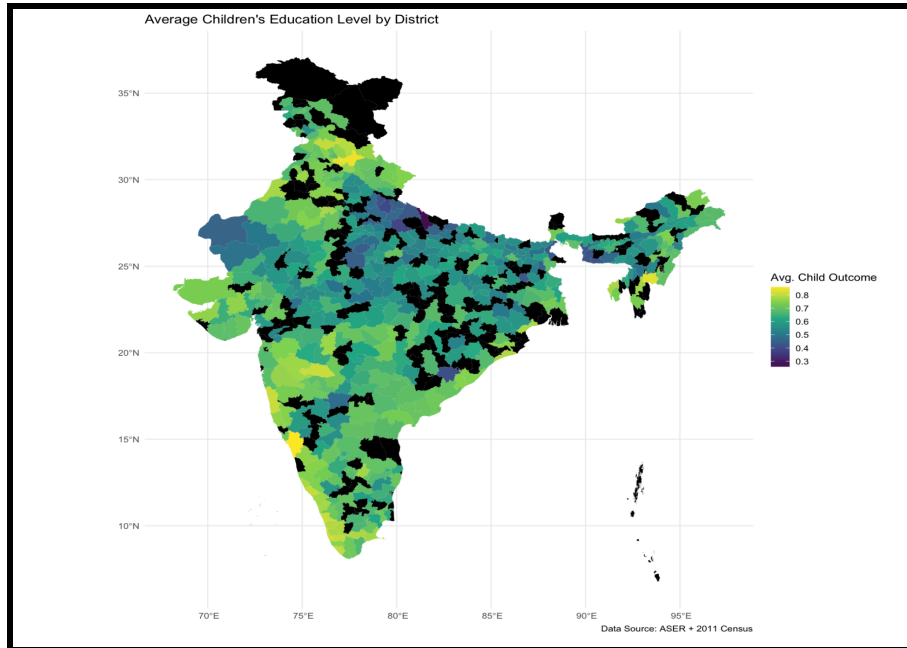 Average Children's Education Level by District
35°N
30°N
25°N
20°N
15°N
10°N
Avg. Child Outcome
0.8
0.7
0.6
0.5
0.4
0.3
70°E 75°E 80°E 85°E 90°E 95°E
Data Source: ASER + 2011 Census